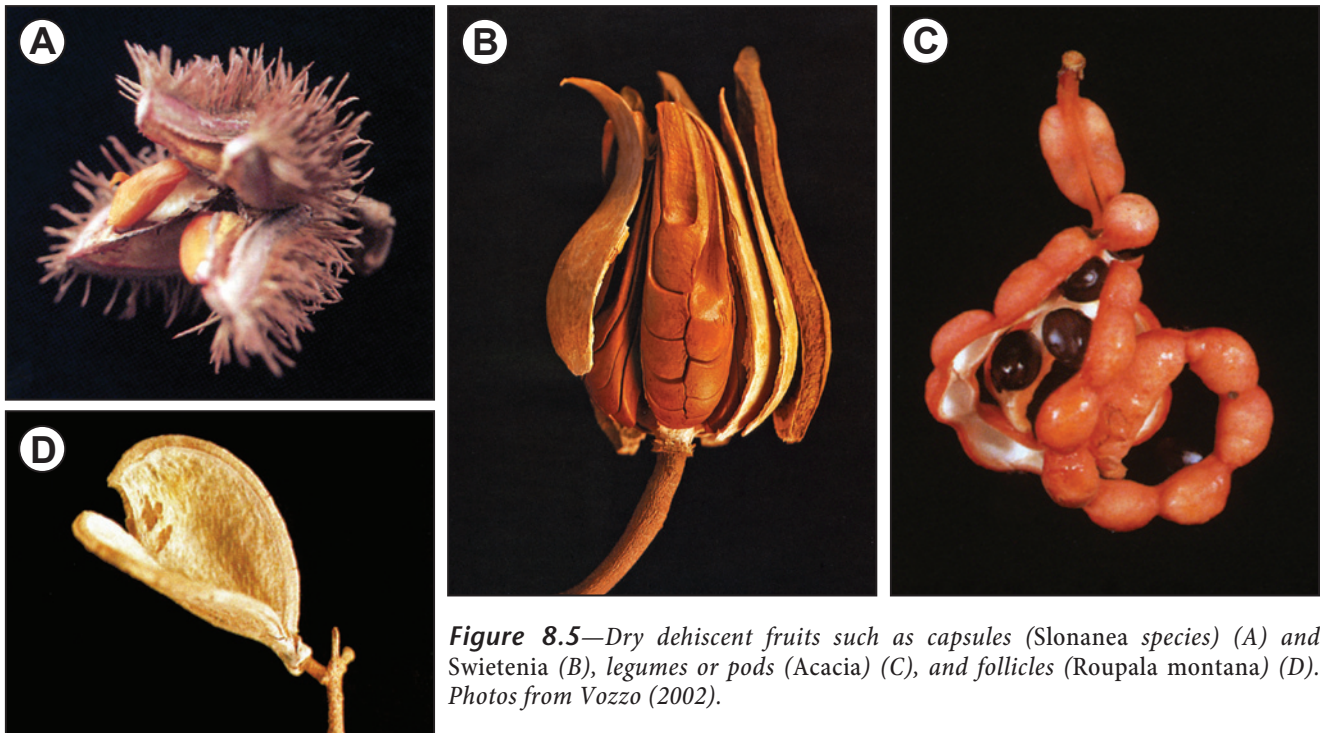 A
B
C
D
Figure 8.5—Dry dehiscent fruits such as capsules (Slonanea species) (A) and
Swietenia (B), legumes or pods (Acacia) (C), and follicles (Roupala montana) (D).
Photos from Vozzo (2002).